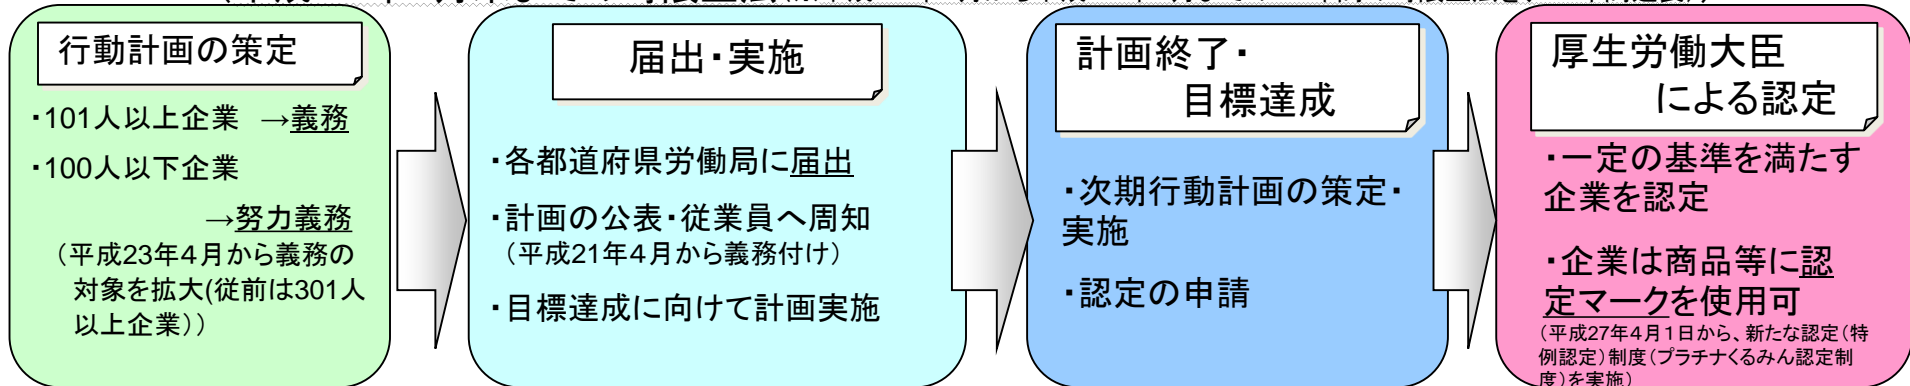 行動計画の策定
・101人以上企業 →義務
・100人以下企業
→努力義務
(平成23年4月から義務の
対象を拡大(従前は301人
以上企業))
届出・実施
・各都道府県労働局に届出
・計画の公表・従業員へ周知
(平成21年4月から義務付け)
・目標達成に向けて計画実施
計画終了・
目標達成
・次期行動計画の策定・
実施
・認定の申請
厚生労働大臣
による認定
・一定の基準を満たす
企業を認定
・企業は商品等に認
定マークを使用可
(平成27年4月1日から、新たな認定(特
例認定)制度(プラチナくるみん認定制
度)を実施)